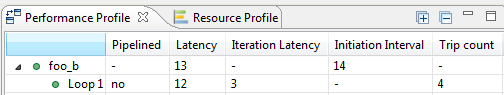 Performance Profile Resource Profile
Pipelined Latency Iteration Latency Initiation Interval Trip count
foo_b - 13 - 14 -
Loop 1 no 12 3 - 4